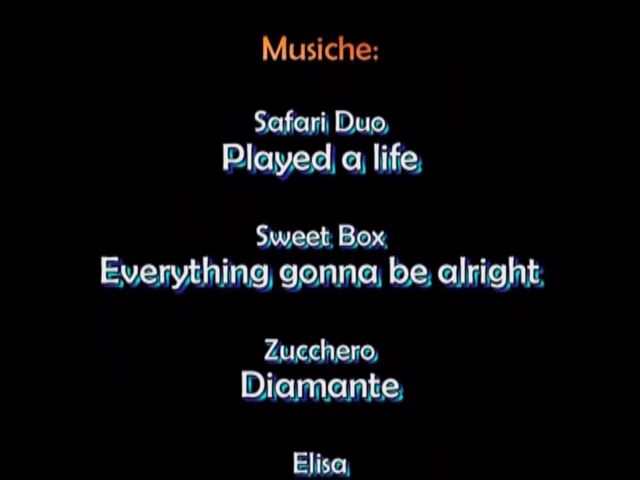 Musiche:
Safari Duo
Played a life
Sweet Box
Everything gonna be alright
Zucchero
Diamante
Elisa